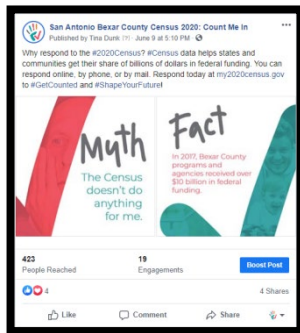 San Antonio Bexar County Census 2020: Count Me In
Published by Tina Dunk · June 9 at 5:10 PM ·
Why respond to the #2020Census? #Census data helps states and
communities get their share of billions of dollars in federal funding. You can
respond online, by phone, or by mail. Respond today at my2020census.gov
to #GetCounted and #ShapeYourFuture!
Myth
The Census
doesn't do
anything
for me.
Fact
In 2017, Bexar County
programs and
agencies received over
$10 billion in federal
funding.
423
People Reached
19
Engagements
Boost Post
4
4 Shares
Like
Comment
Share